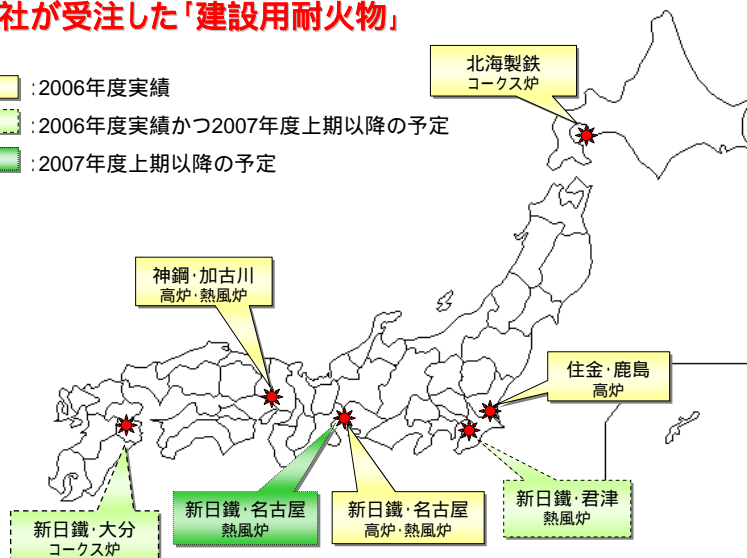 社が受注した「建設用耐火物」
:2006年度実績
:2006年度実績かつ2007年度上期以降の予定
:2007年度上期以降の予定
北海製鉄
コークス炉
神鋼・加古川
高炉・熱風炉
住金・鹿島
高炉
新日鐵・君津
熱風炉
新日鐵・名古屋
熱風炉
新日鐵・名古屋
高炉・熱風炉
新日鐵・大分
コークス炉